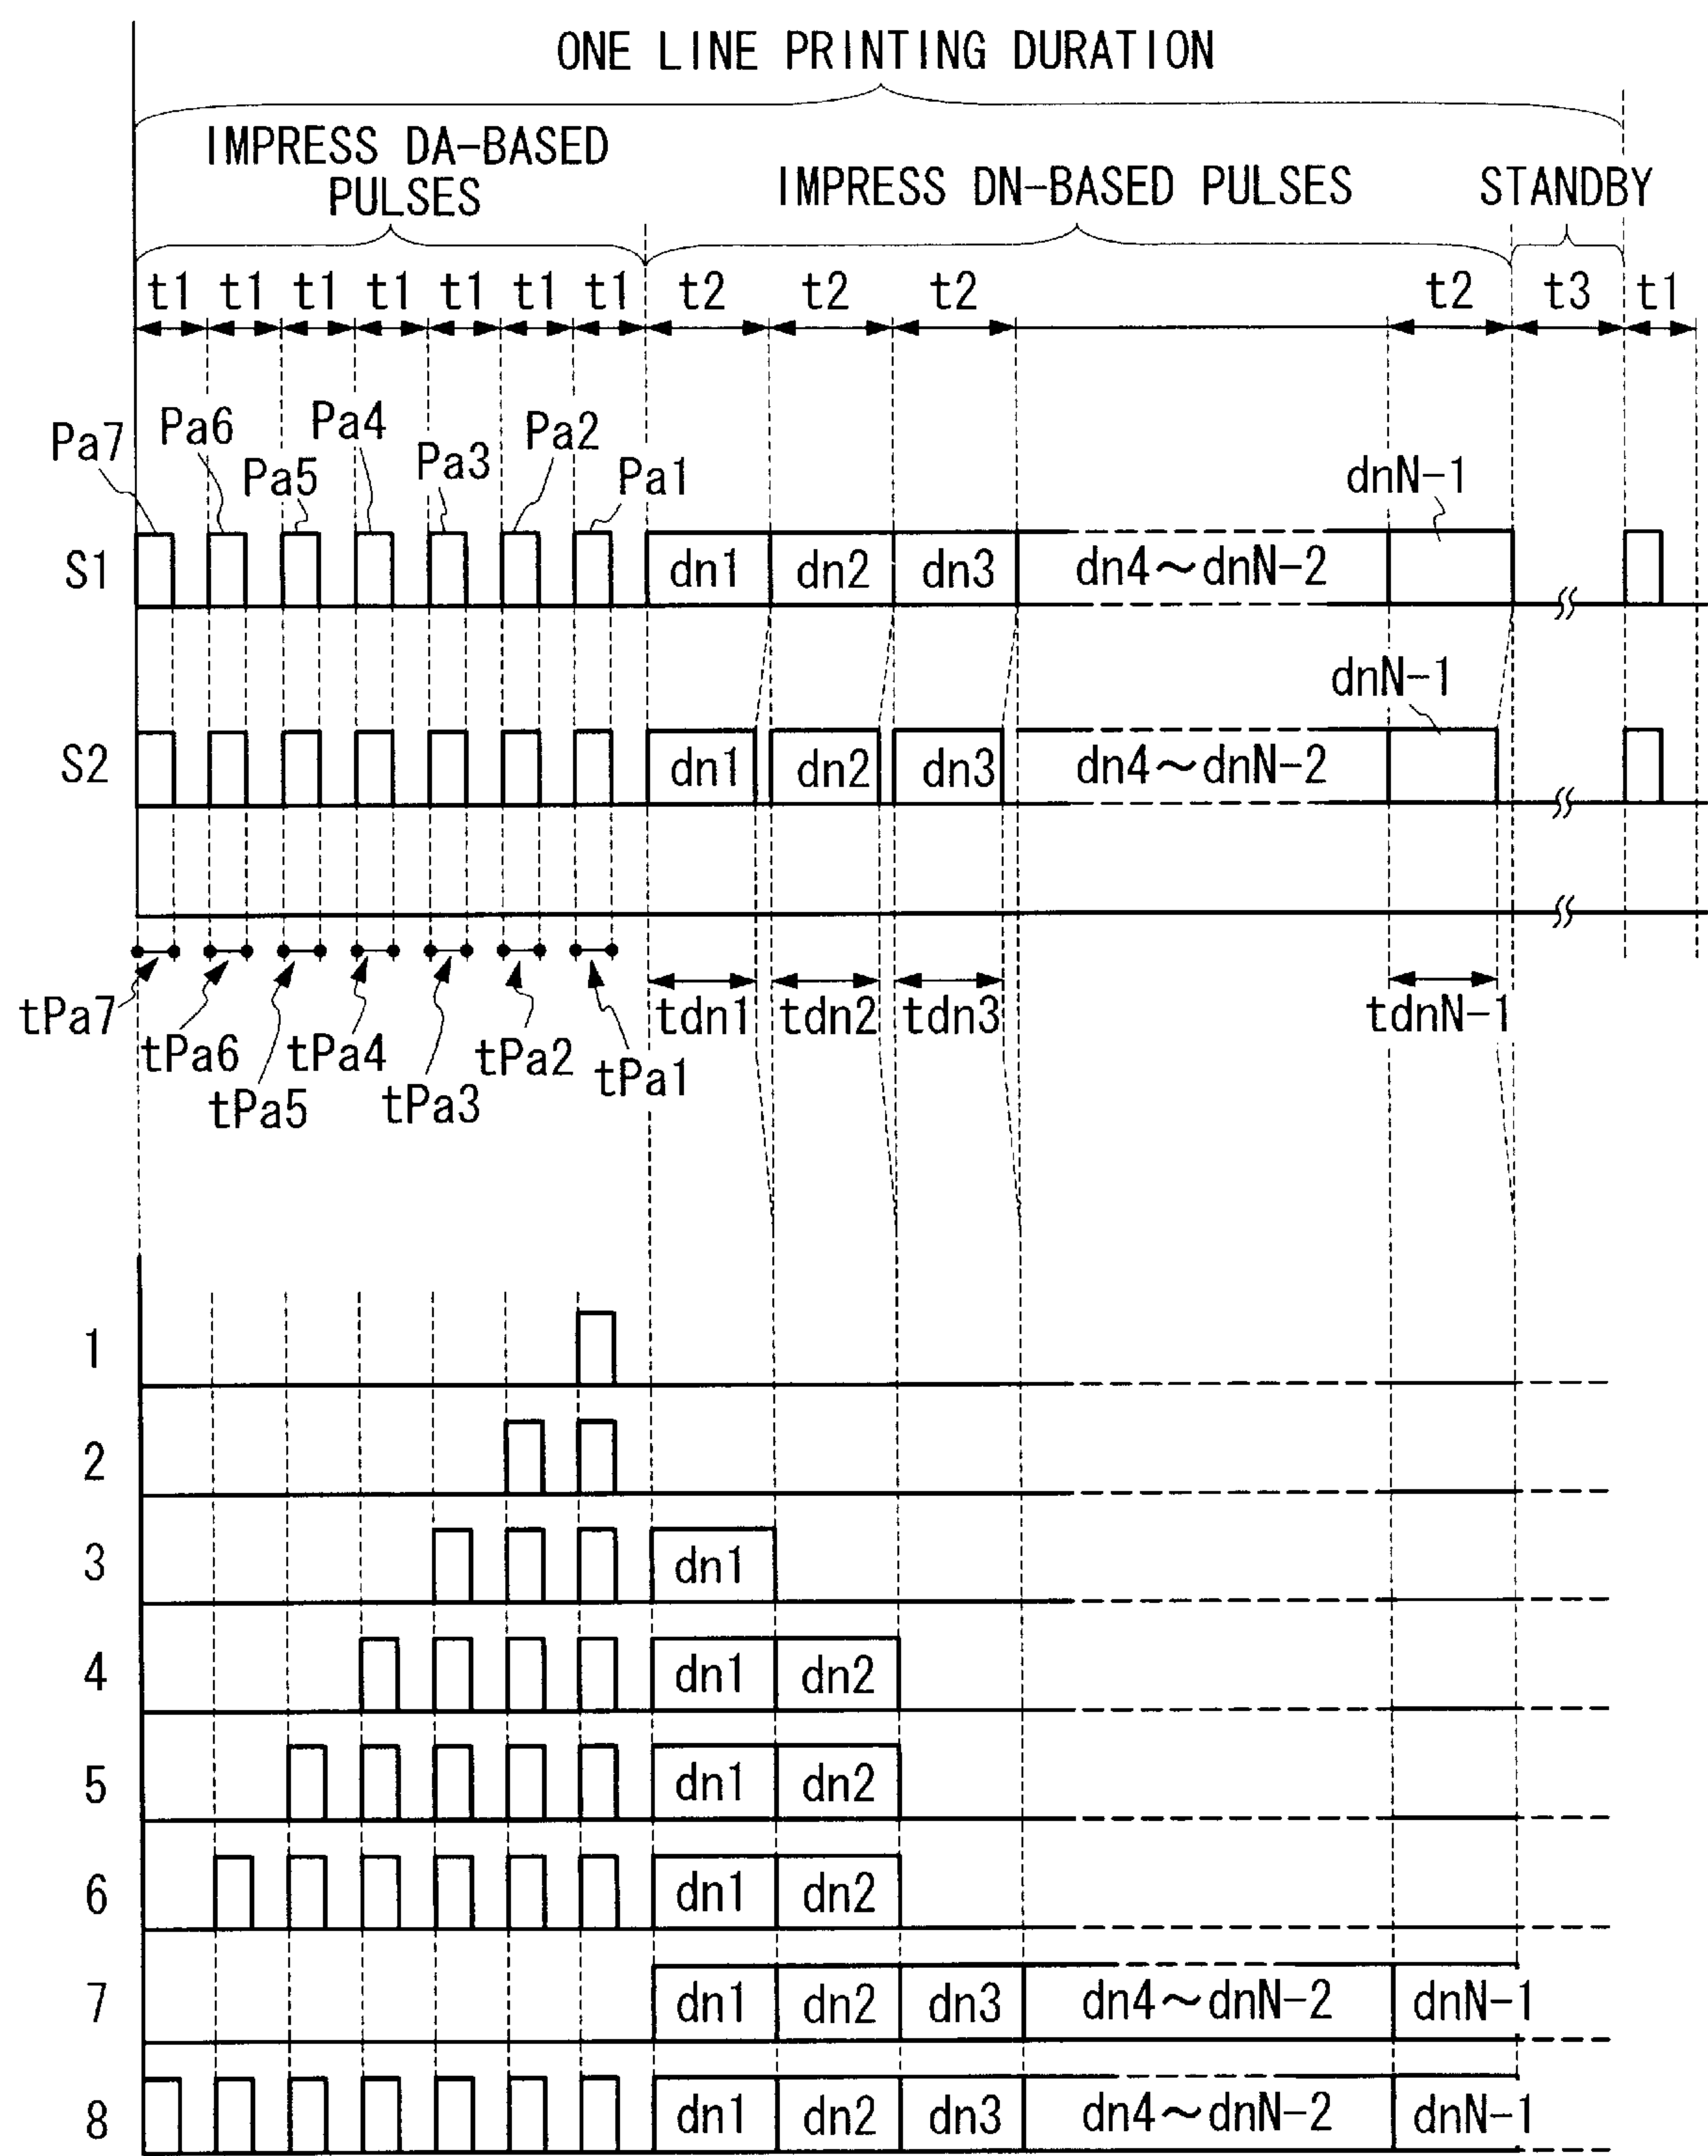 ONE LINE PRINTING DURATION
IMPRESS DA-BASED
PULSES
IMPRESS DN-BASED PULSES
STANDBY
t1 t1 t1 t1 t1 t1 t1 t2 t2 t2 t2 t3 t1
Pa7 Pa6 Pa5 Pa4 Pa3 Pa2 Pa1 dnN-1
S1 dn1 dn2 dn3 dn4~dnN-2
dnN-1
S2 dn1 dn2 dn3 dn4~dnN-2
tPa7 tPa6 tPa5 tPa4 tPa3 tPa2 tPa1 tdn1 tdn2 tdn3 tdnN-1
1
2
3 dn1
4 dn1 dn2
5 dn1 dn2
6 dn1 dn2
7 dn1 dn2 dn3 dn4~dnN-2 dnN-1
8 dn1 dn2 dn3 dn4~dnN-2 dnN-1